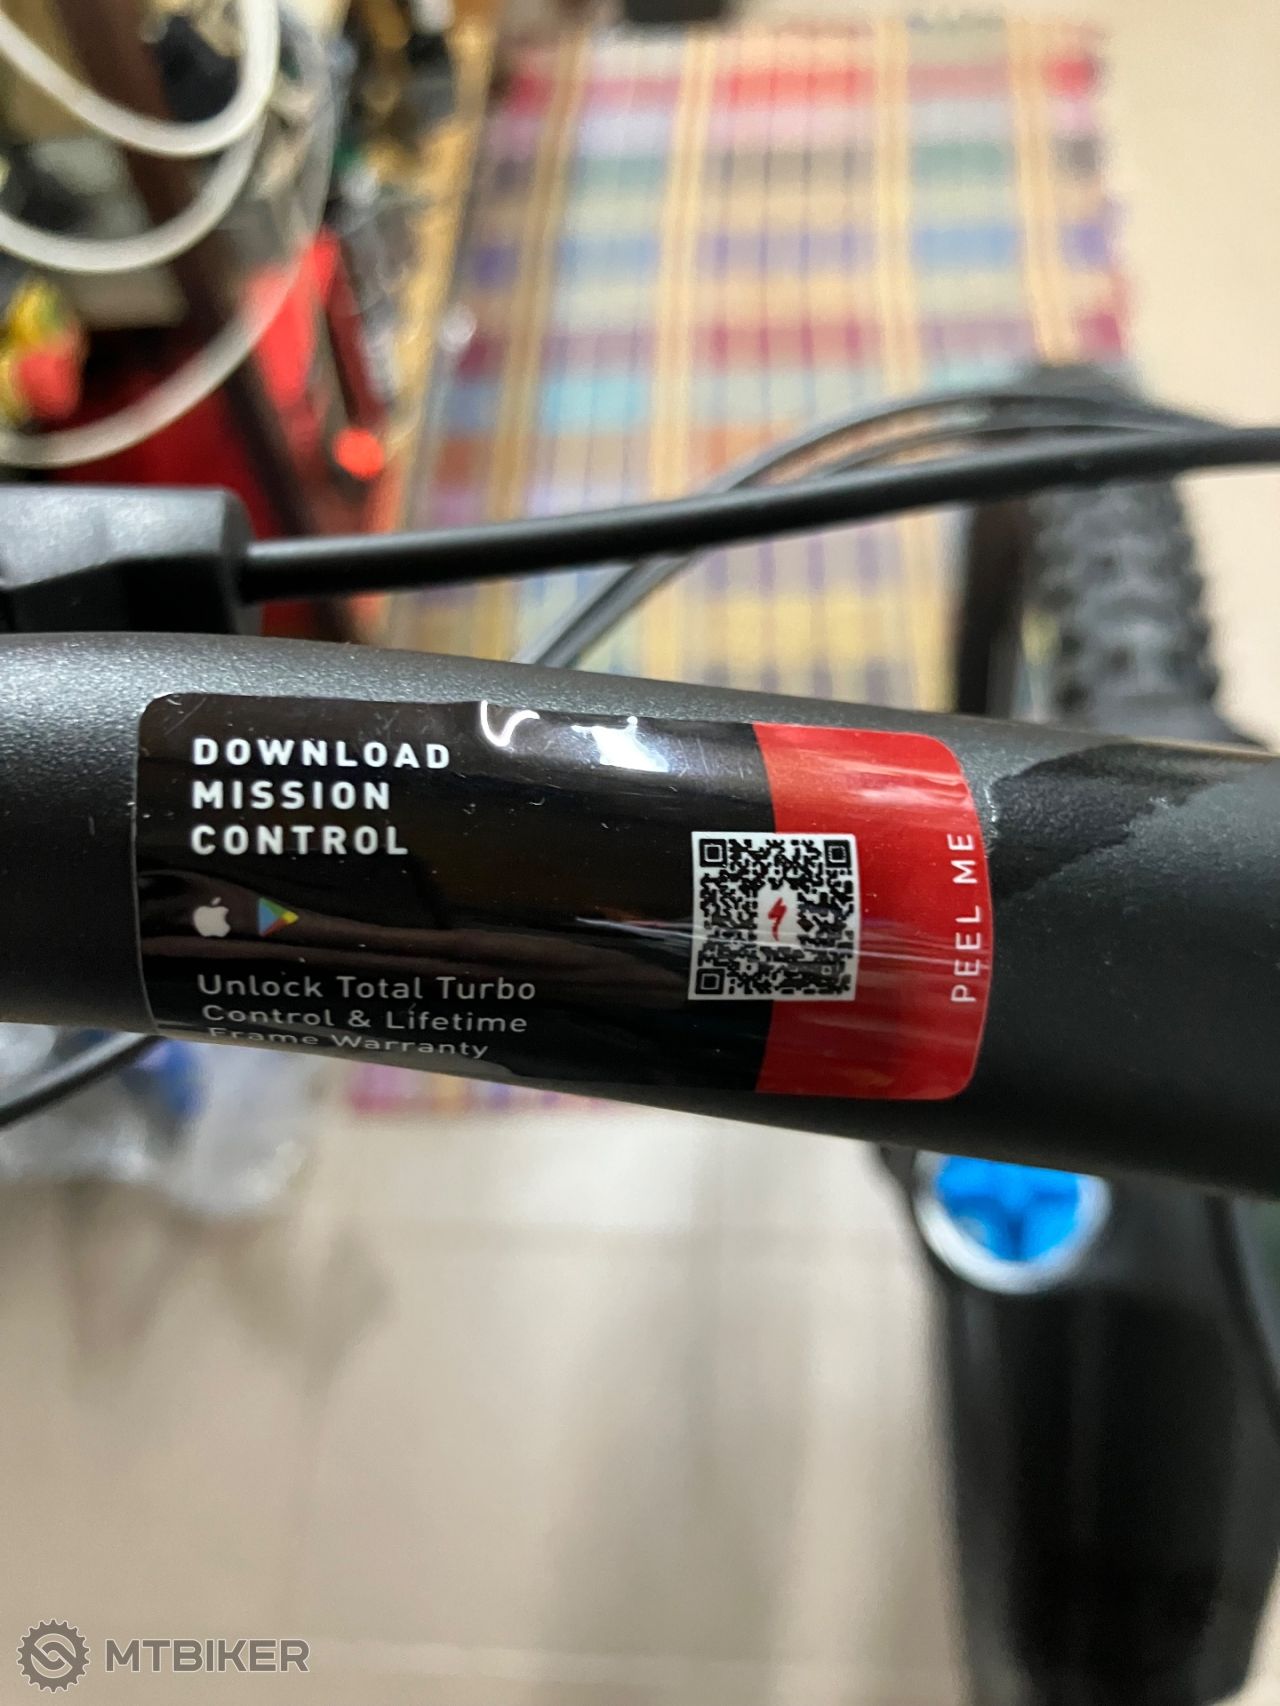 DOWNLOAD
MISSION
CONTROL
Unlock Total Turbo
Control & Lifetime
Frame Warranty
PEEL ME
MTBIKER